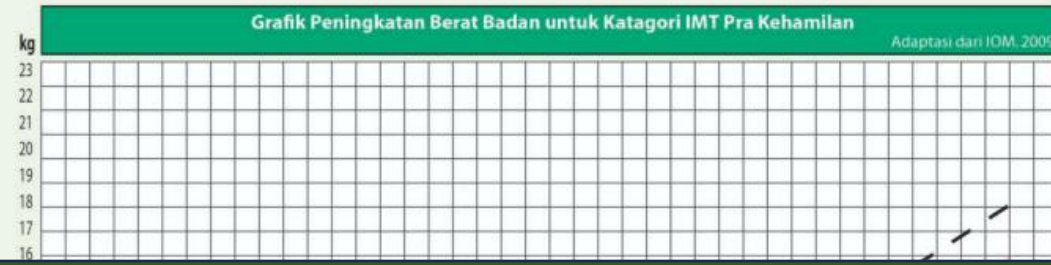 Grafik Peningkatan Berat Badan untuk Katagori IMT Pra Kehamilan
Adaptasi dari IOM. 2009
kg
23
22
21
20
19
18
17
16